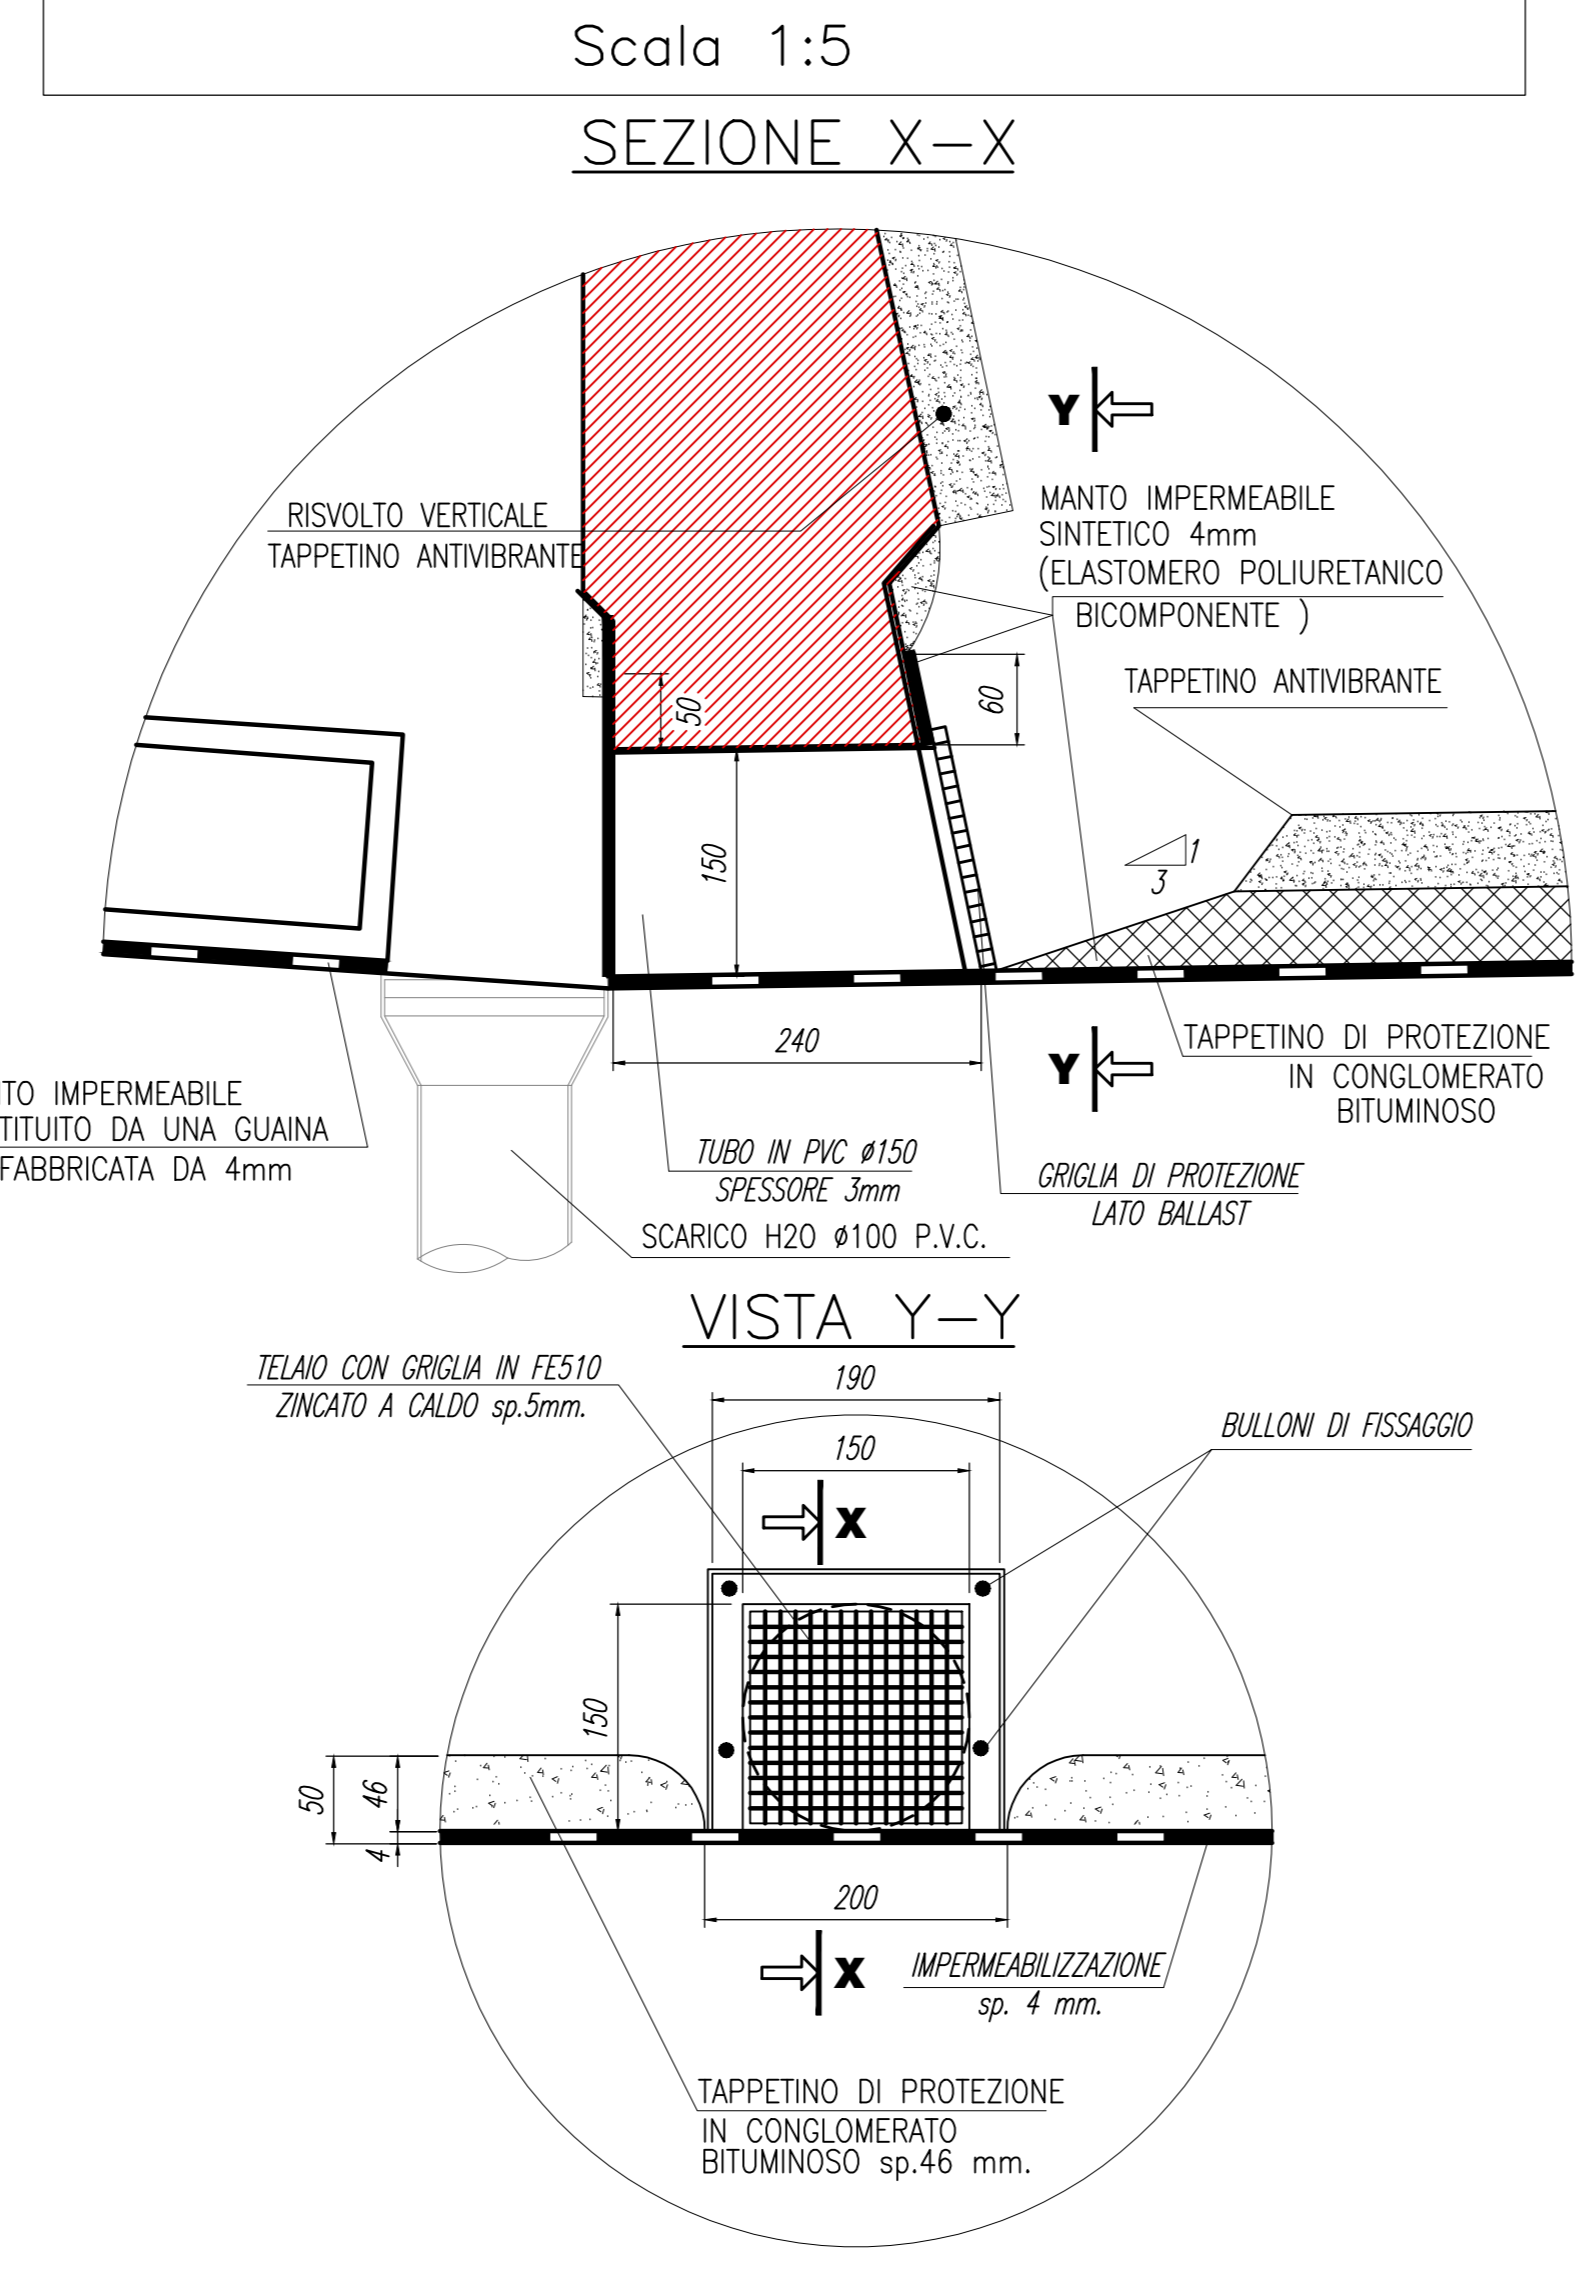 Scala 1:5
SEZIONE X-X
Y
RISVOLTO VERTICALE
TAPPETINO ANTIVIBRANTE
MANTO IMPERMEABILE
SINTETICO 4mm
(ELASTOMERO POLIURETANICO
BICOMPONENTE )
TAPPETINO ANTIVIBRANTE
50
60
150
1
3
240
Y
TAPPETINO DI PROTEZIONE
IN CONGLOMERATO
BITUMINOSO
TO IMPERMEABILE
TITUITO DA UNA GUAINA
FABBRICATA DA 4mm
TUBO IN PVC ø150
SPESSORE 3mm
GRIGLIA DI PROTEZIONE
LATO BALLAST
SCARICO H2O ø100 P.V.C.
VISTA Y-Y
TELAIO CON GRIGLIA IN FE510
ZINCATO A CALDO sp.5mm.
190
BULLONI DI FISSAGGIO
150
X
150
50
46
4
200
X
IMPERMEABILIZZAZIONE
sp. 4 mm.
TAPPETINO DI PROTEZIONE
IN CONGLOMERATO
BITUMINOSO sp.46 mm.